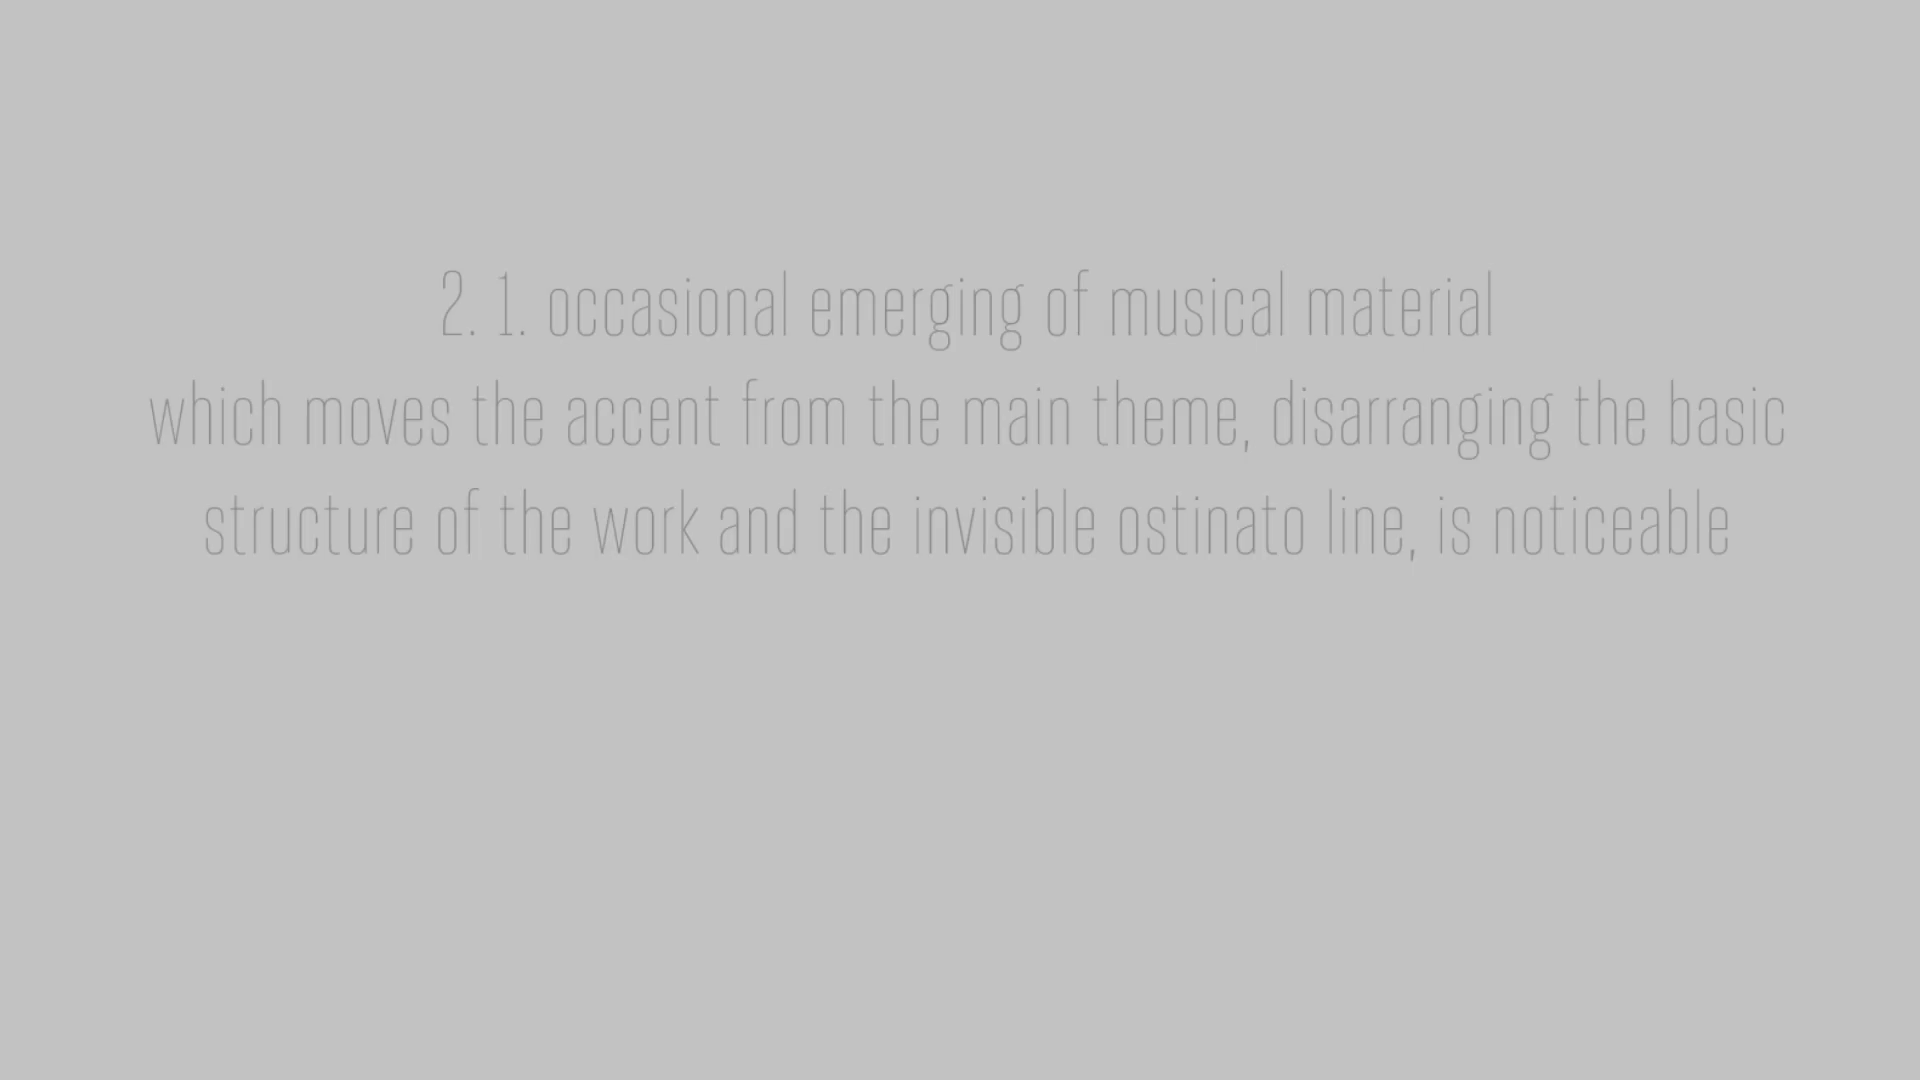 2. 1. occasional emerging of musical material
which moves the accent from the main theme, disarranging the basic
structure of the work and the invisible ostinato line, is noticeable